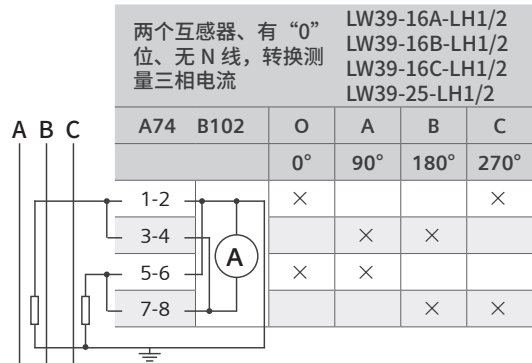 两个互感器、有“0”
位、无 N 线，转换测
量三相电流
LW39-16A-LH1/2
LW39-16B-LH1/2
LW39-16C-LH1/2
LW39-25-LH1/2
A B C
A74 B102 O A B C
0° 90° 180° 270°
1-2 × ×
3-4 × ×
A
5-6 × ×
7-8 × ×